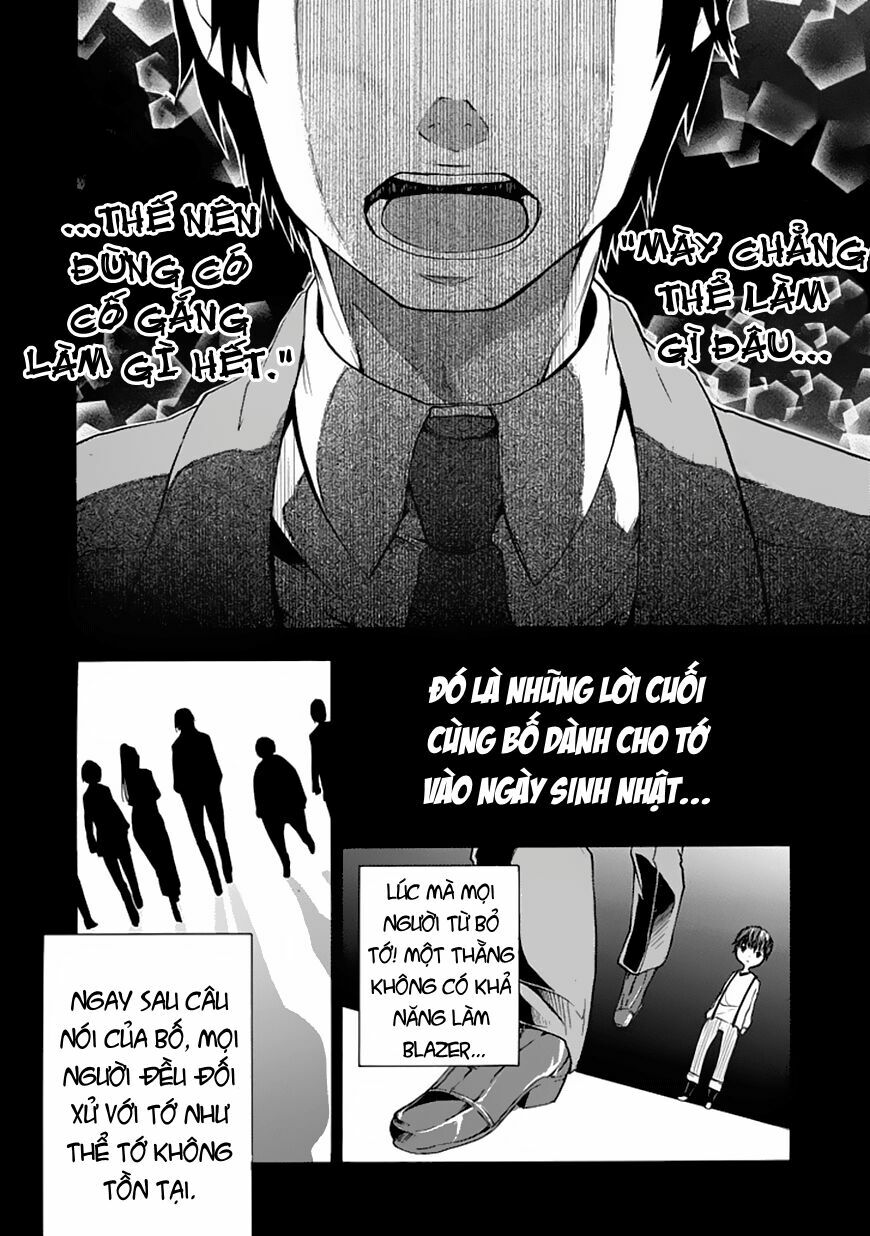 "MÀY CHẲNG
THỂ LÀM
GÌ ĐÂU...
...THẾ NÊN
ĐỪNG CÓ
CỐ GẮNG
LÀM GÌ HẾT."
ĐÓ LÀ NHỮNG LỜI CUỐI
CÙNG BỐ DÀNH CHO TỚ
VÀO NGÀY SINH NHẬT...
LÚC MÀ MỌI
NGƯỜI TỪ BỎ
TỚ! MỘT THẰNG
KHÔNG CÓ KHẢ
NĂNG LÀM
BLAZER...
NGAY SAU CÂU
NÓI CỦA BỐ, MỌI
NGƯỜI ĐỀU ĐỐI
XỬ VỚI TỚ NHƯ
THỂ TỚ KHÔNG
TỒN TẠI.